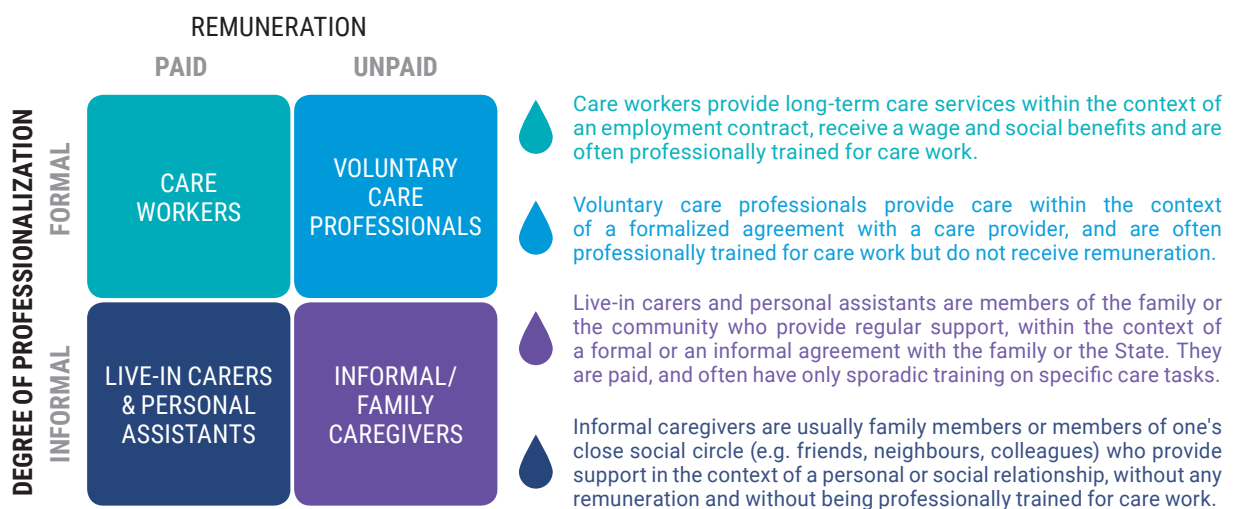 REMUNERATION
PAID
UNPAID
DEGREE OF PROFESSIONALIZATION
FORMAL
INFORMAL
CARE
WORKERS
VOLUNTARY
CARE
PROFESSIONALS
LIVE-IN CARERS
& PERSONAL
ASSISTANTS
INFORMAL/
FAMILY
CAREGIVERS
Care workers provide long-term care services within the context of
an employment contract, receive a wage and social benefits and are
often professionally trained for care work.
Voluntary care professionals provide care within the context
of a formalized agreement with a care provider, and are often
professionally trained for care work but do not receive remuneration.
Live-in carers and personal assistants are members of the family or
the community who provide regular support, within the context of
a formal or an informal agreement with the family or the State. They
are paid, and often have only sporadic training on specific care tasks.
Informal caregivers are usually family members or members of one's
close social circle (e.g. friends, neighbours, colleagues) who provide
support in the context of a personal or social relationship, without any
remuneration and without being professionally trained for care work.